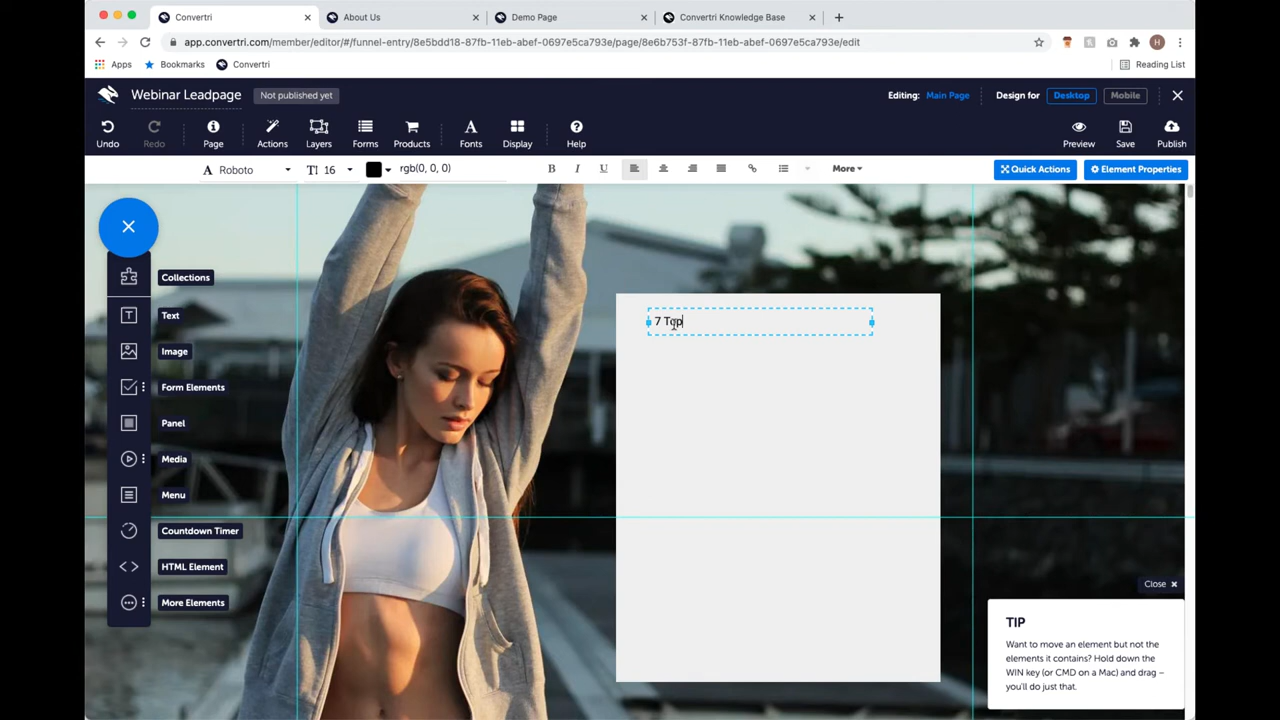 Convertri
About Us
Demo Page
Convertri Knowledge Base
app.convertri.com/member/editor/#/funnel-entry/8e5bdd18-87fb-11eb-abef-0697e5ca793e/page/8e6b753f-87fb-11eb-abef-0697e5ca793e/edit
H
Apps Bookmarks Convertri Reading List
Webinar Leadpage Not published yet Editing: Main Page Design for Desktop Mobile
Undo Redo Page Actions Layers Forms Products Fonts Display Help Preview Save Publish
A Roboto TI 16 rgb(0, 0, 0) B I U More Quick Actions Element Properties
Collections
Text
7 Top
Image
Form Elements
Panel
Media
Menu
Countdown Timer
HTML Element
More Elements
Close
TIP
Want to move an element but not the
elements it contains? Hold down the
WIN key (or CMD on a Mac) and drag –
you'll do just that.